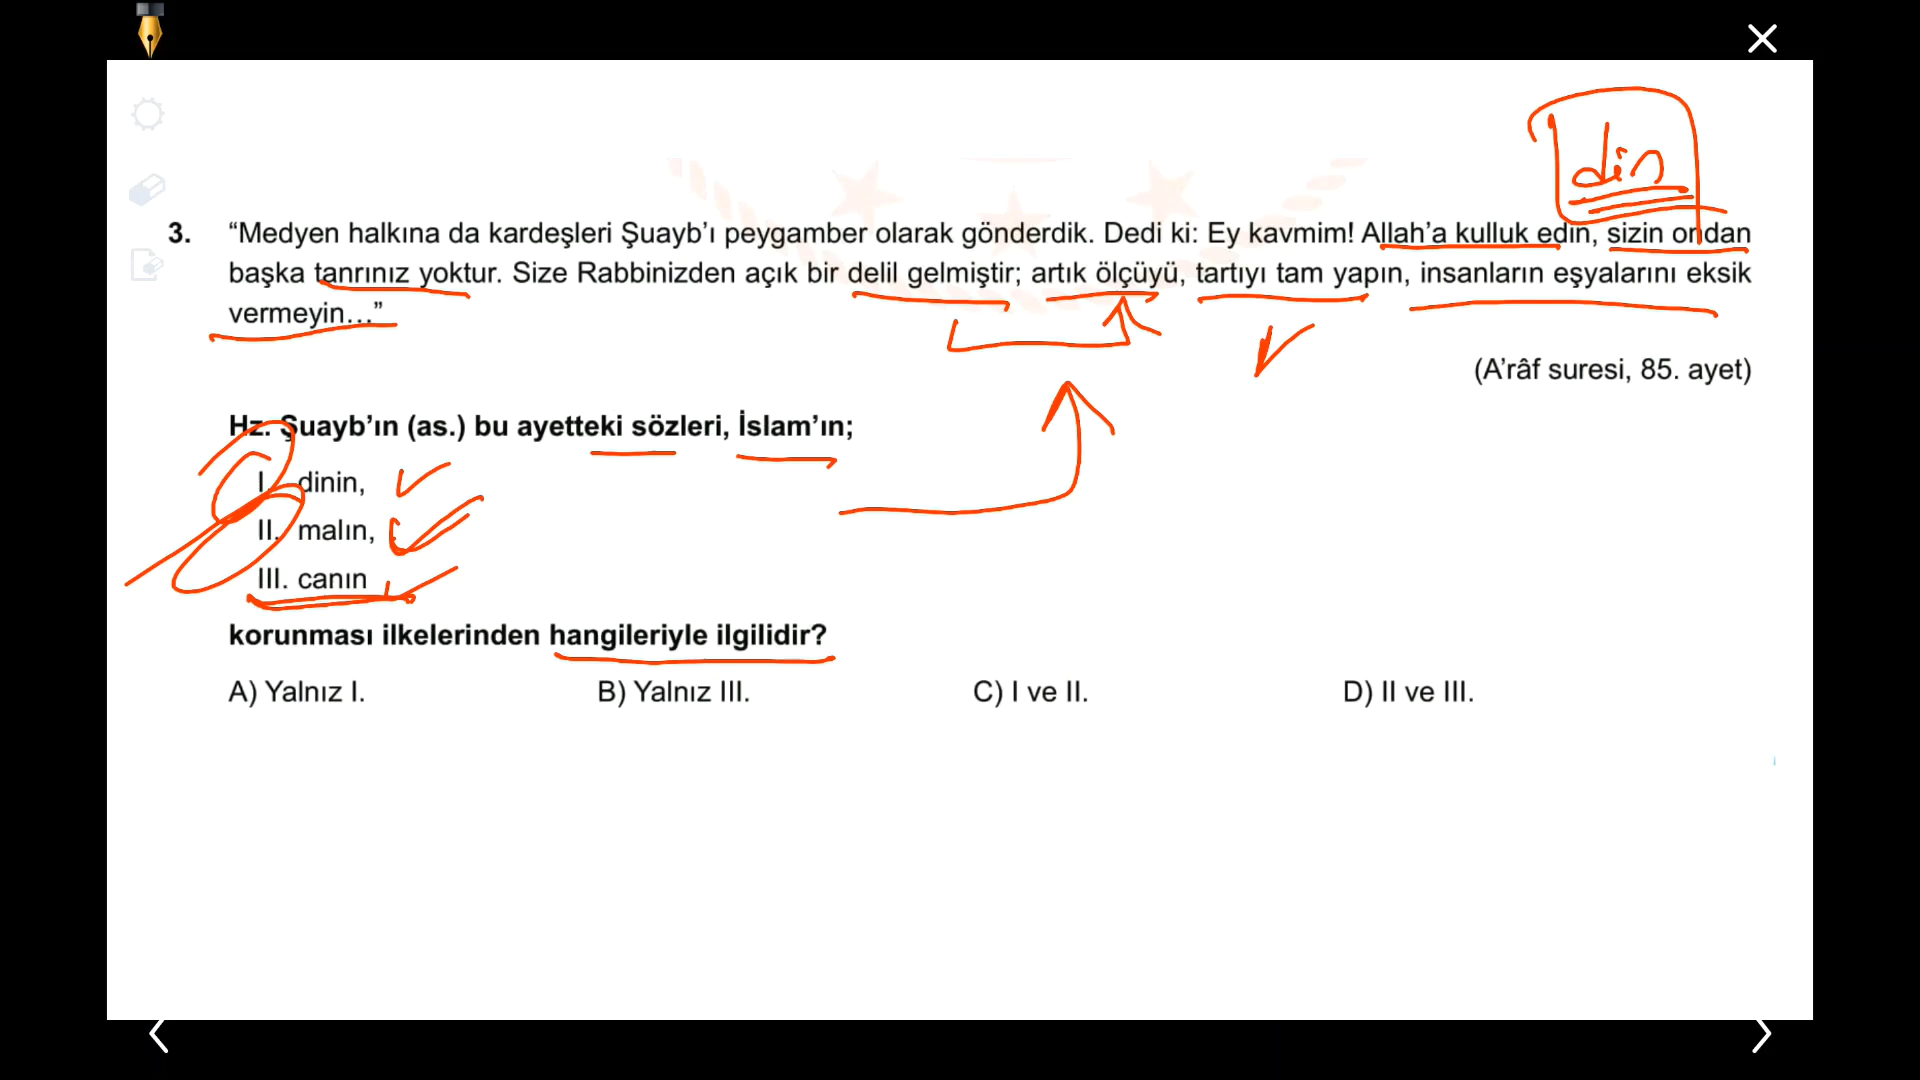 din
3. “Medyen halkına da kardeşleri Şuayb’ı peygamber olarak gönderdik. Dedi ki: Ey kavmim! Allah’a kulluk edin, sizin ondan
başka tanrınız yoktur. Size Rabbinizden açık bir delil gelmiştir; artık ölçüyü, tartıyı tam yapın, insanların eşyalarını eksik
vermeyin…”
(A’râf suresi, 85. ayet)
Hz. Şuayb’ın (as.) bu ayetteki sözleri, İslam’ın;
I. dinin,
II. malın,
III. canın
korunması ilkelerinden hangileriyle ilgilidir?
A) Yalnız I. B) Yalnız III. C) I ve II. D) II ve III.